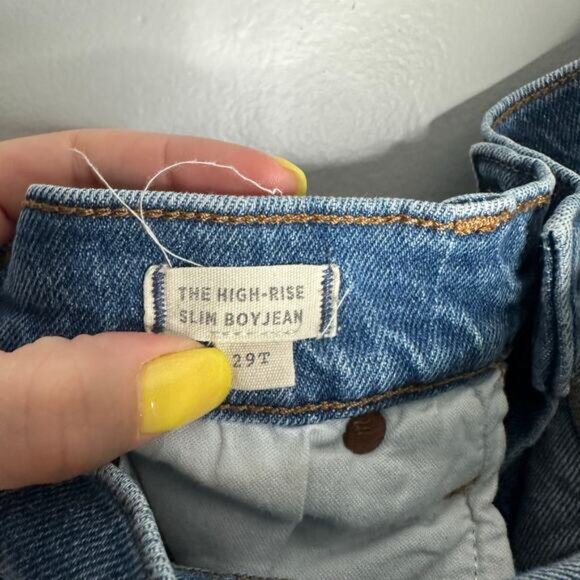 THE HIGH-RISE
SLIM BOYJEAN
29T